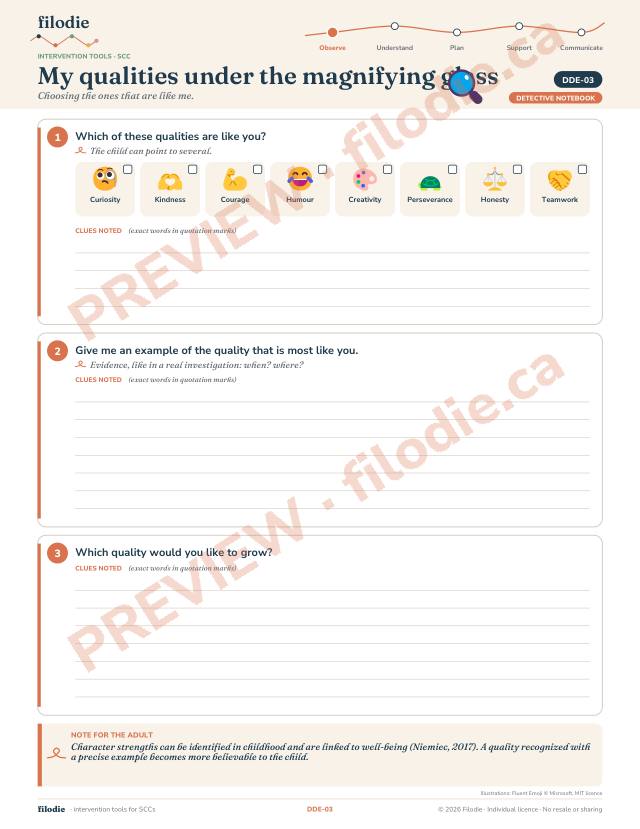 filodie
Observe Understand Plan Support Communicate
INTERVENTION TOOLS · SCC
My qualities under the magnifying glass
DDE-03
Choosing the ones that are like me.
DETECTIVE NOTEBOOK
1 Which of these qualities are like you?
The child can point to several.
Curiosity Kindness Courage Humour Creativity Perseverance Honesty Teamwork
CLUES NOTED (exact words in quotation marks)
PREVIEW · filodie.ca
2 Give me an example of the quality that is most like you.
Evidence, like in a real investigation: when? where?
CLUES NOTED (exact words in quotation marks)
PREVIEW · filodie.ca
3 Which quality would you like to grow?
CLUES NOTED (exact words in quotation marks)
NOTE FOR THE ADULT
Character strengths can be identified in childhood and are linked to well-being (Niemiec, 2017). A quality recognized with
a precise example becomes more believable to the child.
Illustrations: Fluent Emoji © Microsoft, MIT licence
filodie · intervention tools for SCCs DDE-03 © 2026 Filodie · Individual licence · No resale or sharing